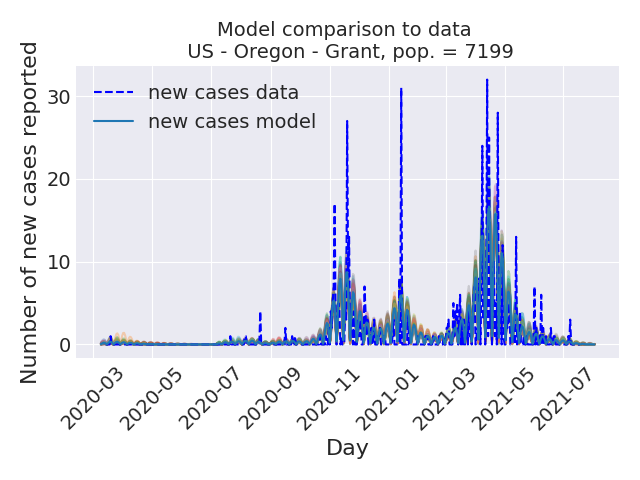 Model comparison to data
US - Oregon - Grant, pop. = 7199
Number of new cases reported
30
20
10
0
new cases data
new cases model
2020-03
2020-05
2020-07
2020-09
2020-11
2021-01
2021-03
2021-05
2021-07
Day